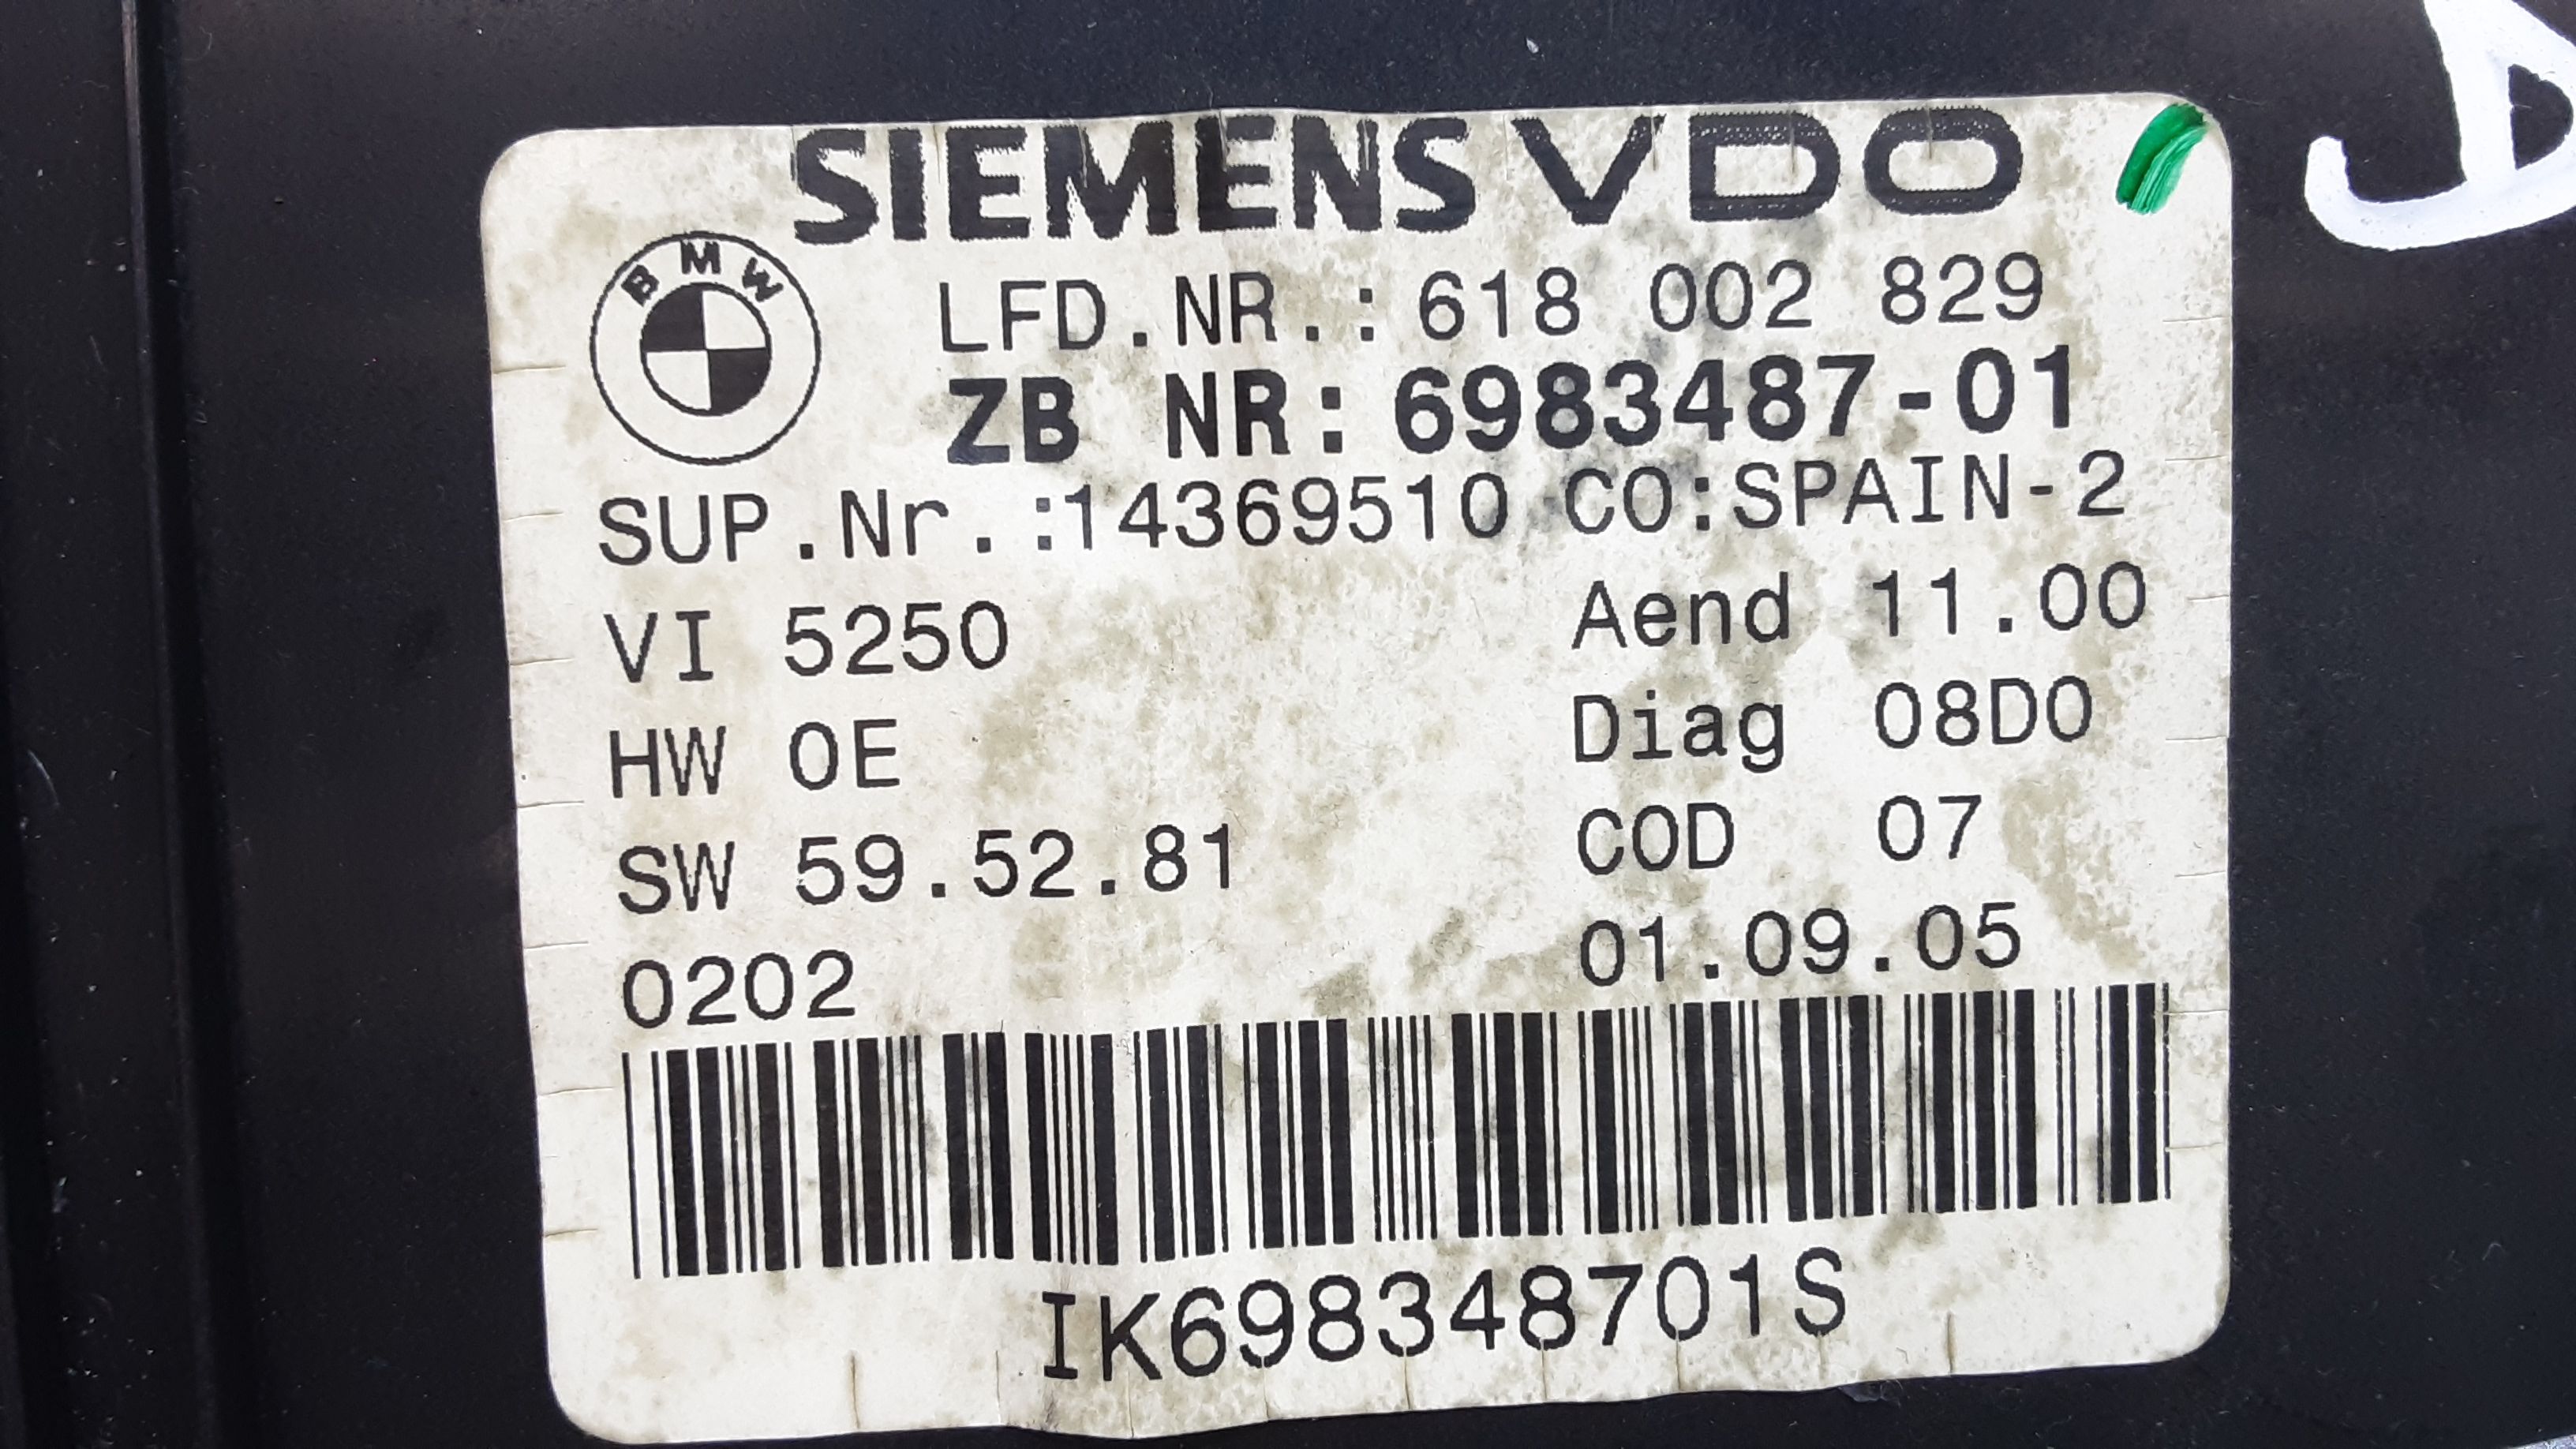 SIEMENS VDO
BMW
LFD.NR.:618 002 829
ZB NR:6983487-01
SUP.Nr.:14369510 CO:SPAIN-2
VI 5250 Aend 11.00
HW 0E Diag 08D0
SW 59.52.81 COD 07
0202 01.09.05
IK698348701S